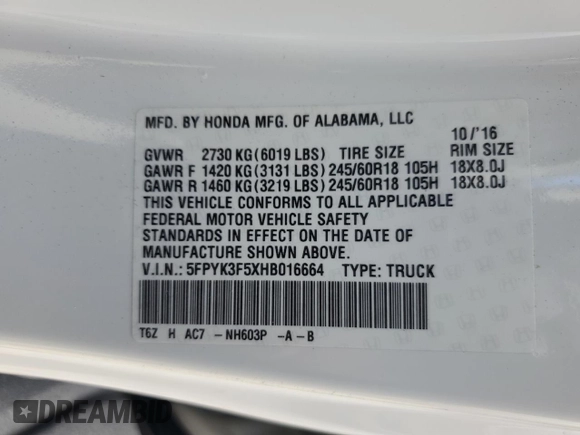 MFD. BY HONDA MFG. OF ALABAMA, LLC
10/'16
GVWR 2730 KG(6019 LBS) TIRE SIZE RIM SIZE
GAWR F 1420 KG(3131 LBS) 245/60R18 105H 18X8.0J
GAWR R 1460 KG(3219 LBS) 245/60R18 105H 18X8.0J
THIS VEHICLE CONFORMS TO ALL APPLICABLE
FEDERAL MOTOR VEHICLE SAFETY
STANDARDS IN EFFECT ON THE DATE OF
MANUFACTURE SHOWN ABOVE.
V.I.N.: 5FPYK3F5XHB016664 TYPE: TRUCK
T6Z H AC7 -NH603P -A-B
DREAMBID